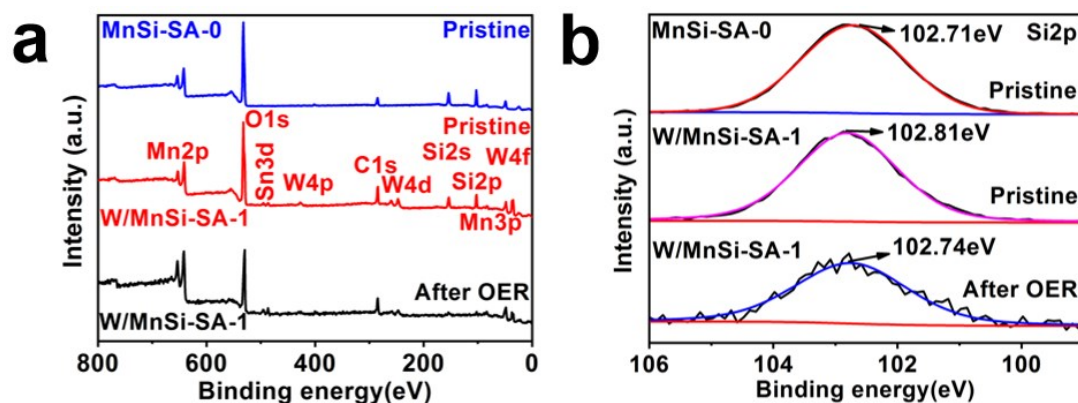 a
MnSi-SA-0 Pristine
Pristine
O1s
Mn2p
Sn3d
W4p
C1s
W4d
Si2s
Si2p
W4f
Mn3p
W/MnSi-SA-1
After OER
W/MnSi-SA-1
Intensity (a.u.)
800 600 400 200 0
Binding energy(eV)
b
MnSi-SA-0 102.71eV Si2p
Pristine
W/MnSi-SA-1 102.81eV
Pristine
W/MnSi-SA-1 102.74eV
After OER
Intensity (a.u.)
106 104 102 100
Binding energy(eV)